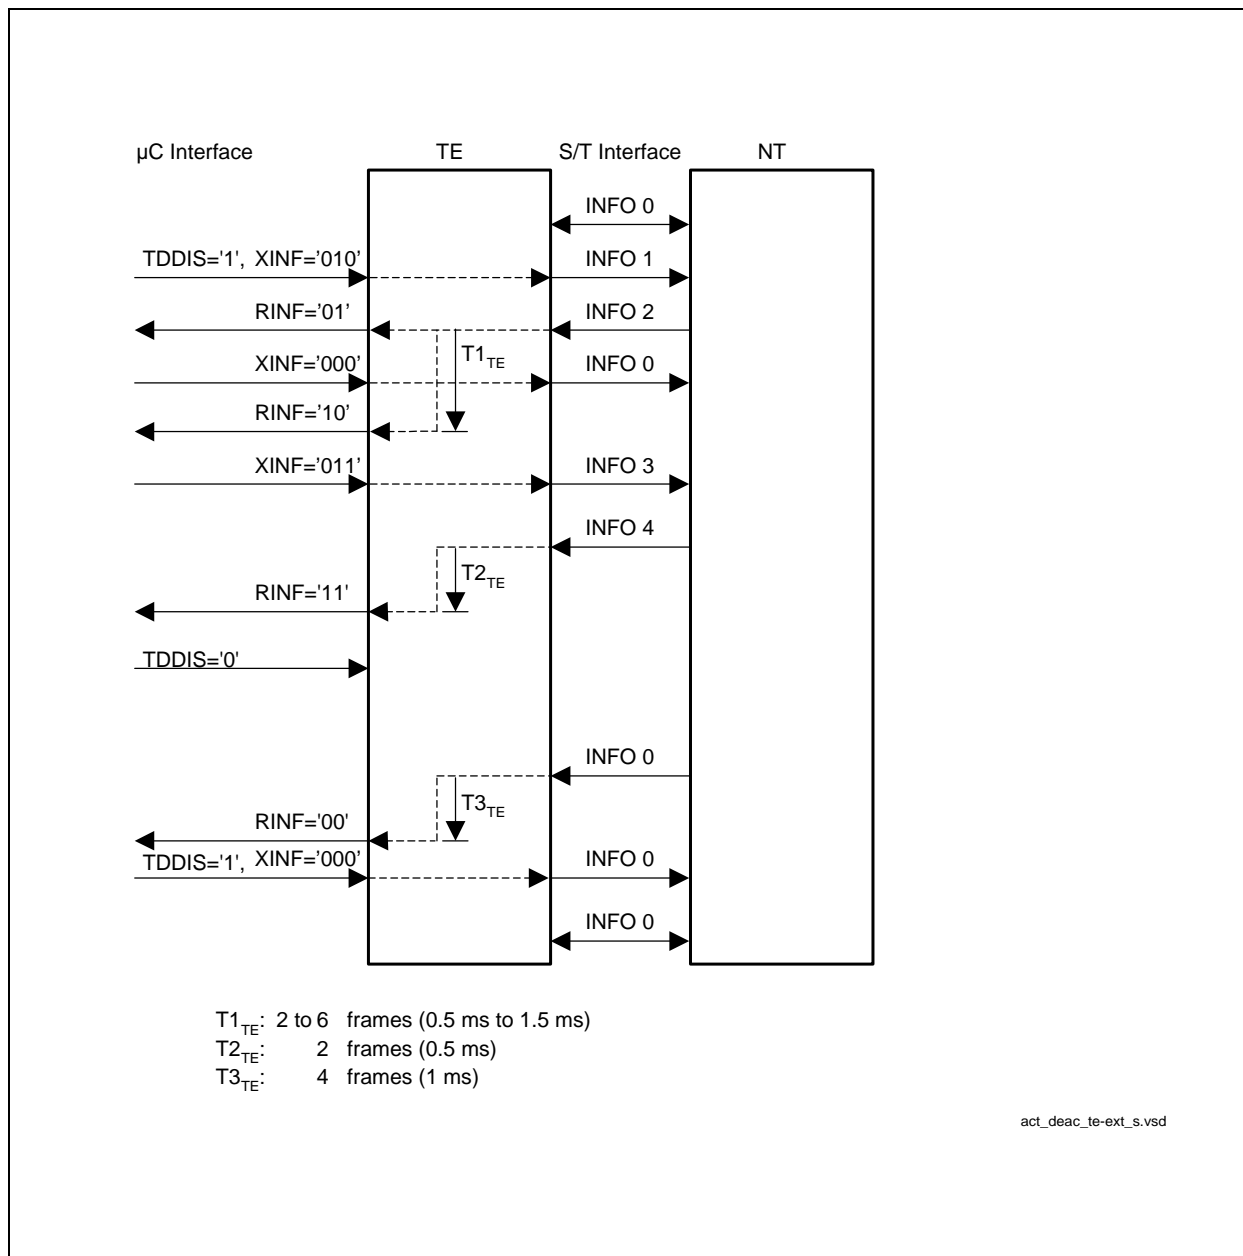 µC Interface TE S/T Interface NT
INFO 0
TDDIS='1', XINF='010' INFO 1
RINF='01' INFO 2
T1TE
XINF='000' INFO 0
RINF='10'
XINF='011' INFO 3
INFO 4
T2TE
RINF='11'
TDDIS='0'
INFO 0
T3TE
RINF='00'
TDDIS='1', XINF='000' INFO 0
INFO 0
T1TE: 2 to 6 frames (0.5 ms to 1.5 ms)
T2TE: 2 frames (0.5 ms)
T3TE: 4 frames (1 ms)
act_deac_te-ext_s.vsd